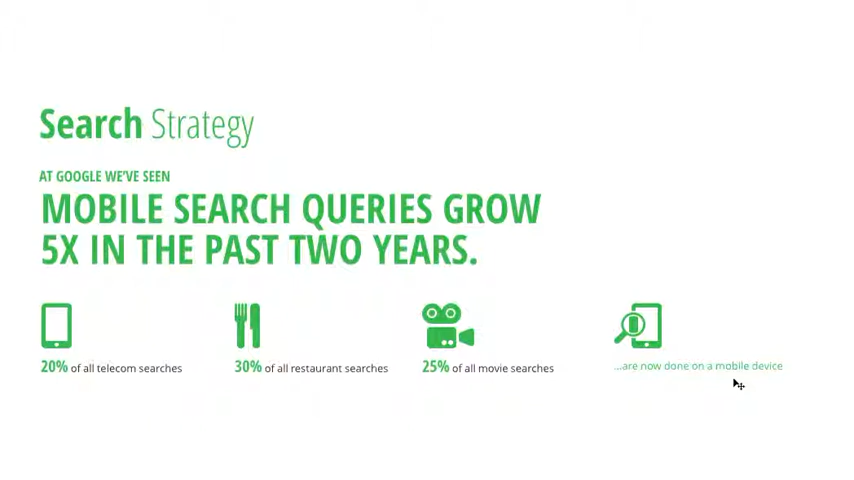 Search Strategy
AT GOOGLE WE'VE SEEN
MOBILE SEARCH QUERIES GROW
5X IN THE PAST TWO YEARS.
20% of all telecom searches
30% of all restaurant searches
25% of all movie searches
...are now done on a mobile device